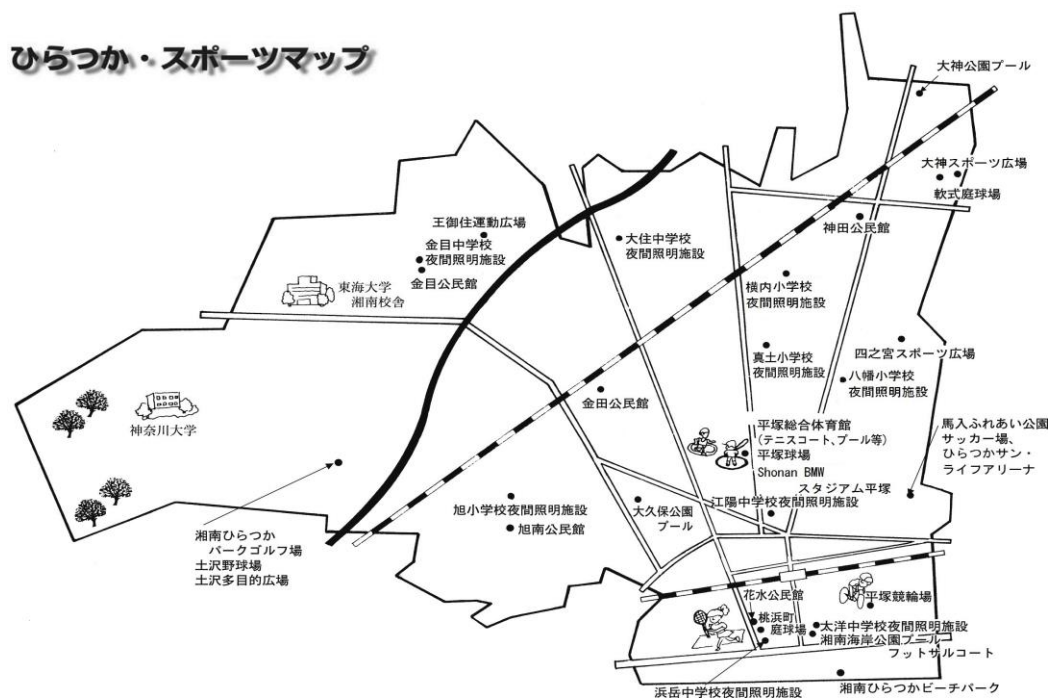 ひらつか・スポーツマップ
大神公園プール
大神スポーツ広場
軟式庭球場
神田公民館
王御住運動広場
金目中学校
夜間照明施設
金目公民館
東海大学
湘南校舎
大住中学校
夜間照明施設
横内小学校
夜間照明施設
真土小学校
夜間照明施設
四之宮スポーツ広場
八幡小学校
夜間照明施設
神奈川大学
金田公民館
平塚総合体育館
(テニスコート、プール等)
平塚球場
Shonan BMW
スタジアム平塚
馬入ふれあい公園
サッカー場、
ひらつかサン・
ライフアリーナ
江陽中学校夜間照明施設
旭小学校夜間照明施設
旭南公民館
大久保公園
プール
湘南ひらつか
パークゴルフ場
土沢野球場
土沢多目的広場
花水公民館
桃浜町
庭球場
平塚競輪場
太洋中学校夜間照明施設
湘南海岸公園プール
フットサルコート
浜岳中学校夜間照明施設
湘南ひらつかビーチパーク